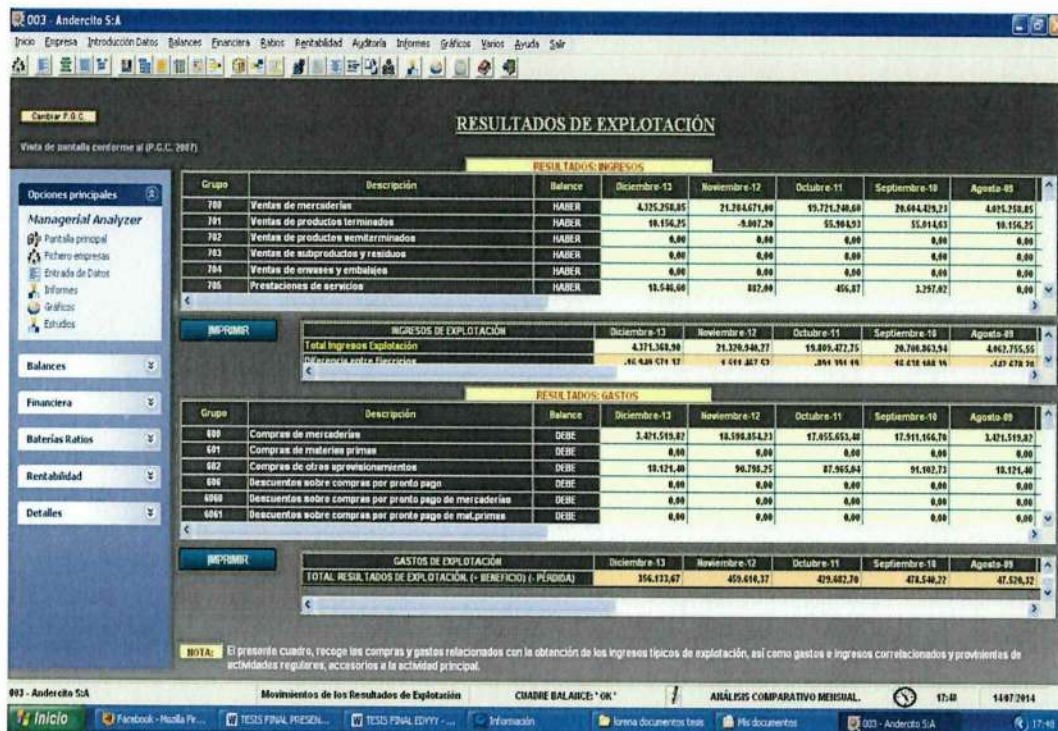 003 - Andercito S:A
Inicio Empresa Introducción Datos Balances Financiera Ratios Rentabilidad Auditoría Informes Gráficos Varios Ayuda Salir
Cambiar P.G.C.
RESULTADOS DE EXPLOTACIÓN
Vista de pantalla conforme al (P.G.C. 2007)
RESULTADOS: INGRESOS
Opciones principales
Managerial Analyzer
Pantalla principal
Fichero empresas
Entrada de Datos
Informes
Gráficos
Estudios
Balances
Financiera
Baterías Ratios
Rentabilidad
Detalles
Grupo Descripción Balance Diciembre-13 Noviembre-12 Octubre-11 Septiembre-10 Agosto-09
700 Ventas de mercaderías HABER 4.325.258,85 21.284.671,00 19.721.240,60 20.604.429,23 4.025.258,85
701 Ventas de productos terminados HABER 10.156,25 -9.007,20 55.104,93 55.014,63 10.156,25
702 Ventas de productos semiterminados HABER 0,00 0,00 0,00 0,00 0,00
703 Ventas de subproductos y residuos HABER 0,00 0,00 0,00 0,00 0,00
704 Ventas de envases y embalajes HABER 0,00 0,00 0,00 0,00 0,00
705 Prestaciones de servicios HABER 18.546,60 882,00 456,87 3.297,02 0,00
IMPRIMIR
INGRESOS DE EXPLOTACIÓN Diciembre-13 Noviembre-12 Octubre-11 Septiembre-10 Agosto-09
Total Ingresos Explotación 4.371.368,90 21.320.940,27 19.809.472,75 20.700.863,94 4.062.755,55
Diferencia entre Ejercicios
RESULTADOS: GASTOS
Grupo Descripción Balance Diciembre-13 Noviembre-12 Octubre-11 Septiembre-10 Agosto-09
600 Compras de mercaderías DEBE 3.421.519,82 18.598.854,23 17.055.653,40 17.911.166,70 3.421.519,82
601 Compras de materias primas DEBE 0,00 0,00 0,00 0,00 0,00
602 Compras de otros aprovisionamientos DEBE 18.121,40 90.798,25 87.965,04 91.102,73 18.121,40
606 Descuentos sobre compras por pronto pago DEBE 0,00 0,00 0,00 0,00 0,00
6060 Descuentos sobre compras por pronto pago de mercaderías DEBE 0,00 0,00 0,00 0,00 0,00
6061 Descuentos sobre compras por pronto pago de mat.primas DEBE 0,00 0,00 0,00 0,00 0,00
IMPRIMIR
GASTOS DE EXPLOTACIÓN Diciembre-13 Noviembre-12 Octubre-11 Septiembre-10 Agosto-09
TOTAL RESULTADOS DE EXPLOTACIÓN. (+ BENEFICIO) (- PÉRDIDA) 356.133,67 459.610,37 429.682,70 478.540,22 47.520,32
NOTA: El presente cuadro, recoge las compras y gastos relacionados con la obtención de los ingresos típicos de explotación, así como gastos e ingresos correlacionados y provinientes de
actividades regulares, accesorios a la actividad principal.
003 - Andercito S:A Movimientos de los Resultados de Explotación CUADRE BALANCE: " OK " ANÁLISIS COMPARATIVO MENSUAL. 17:48 14/07/2014
Inicio Facebook - Mozilla Fir... TESIS FINAL PRESEN... TESIS FINAL EDYYY - ... Información lorena documentos tesis Mis documentos 003 - Andercito S:A 17:48